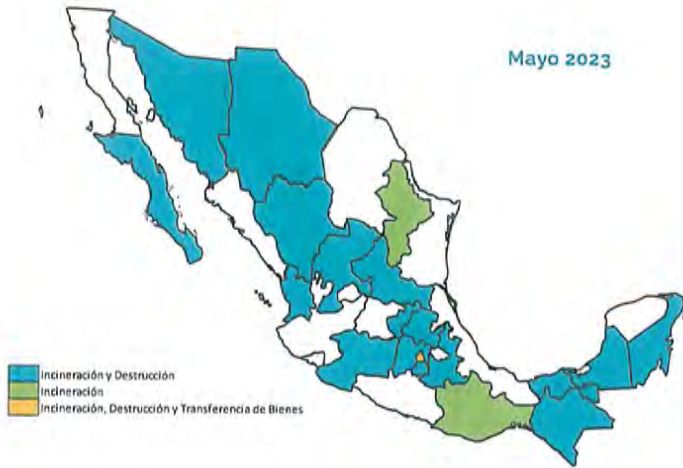 Mayo 2023
Incineración y Destrucción
Incineración
Incineración, Destrucción y Transferencia de Bienes